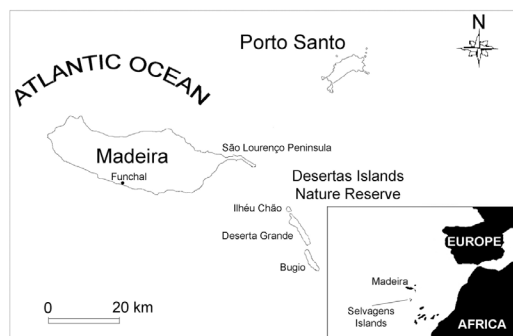 N
Porto Santo
ATLANTIC OCEAN
São Lourenço Peninsula
Madeira
Funchal
Desertas Islands
Nature Reserve
Ilhéu Chão
Deserta Grande
Bugio
EUROPE
Madeira
Selvagens
Islands
AFRICA
0 20 km